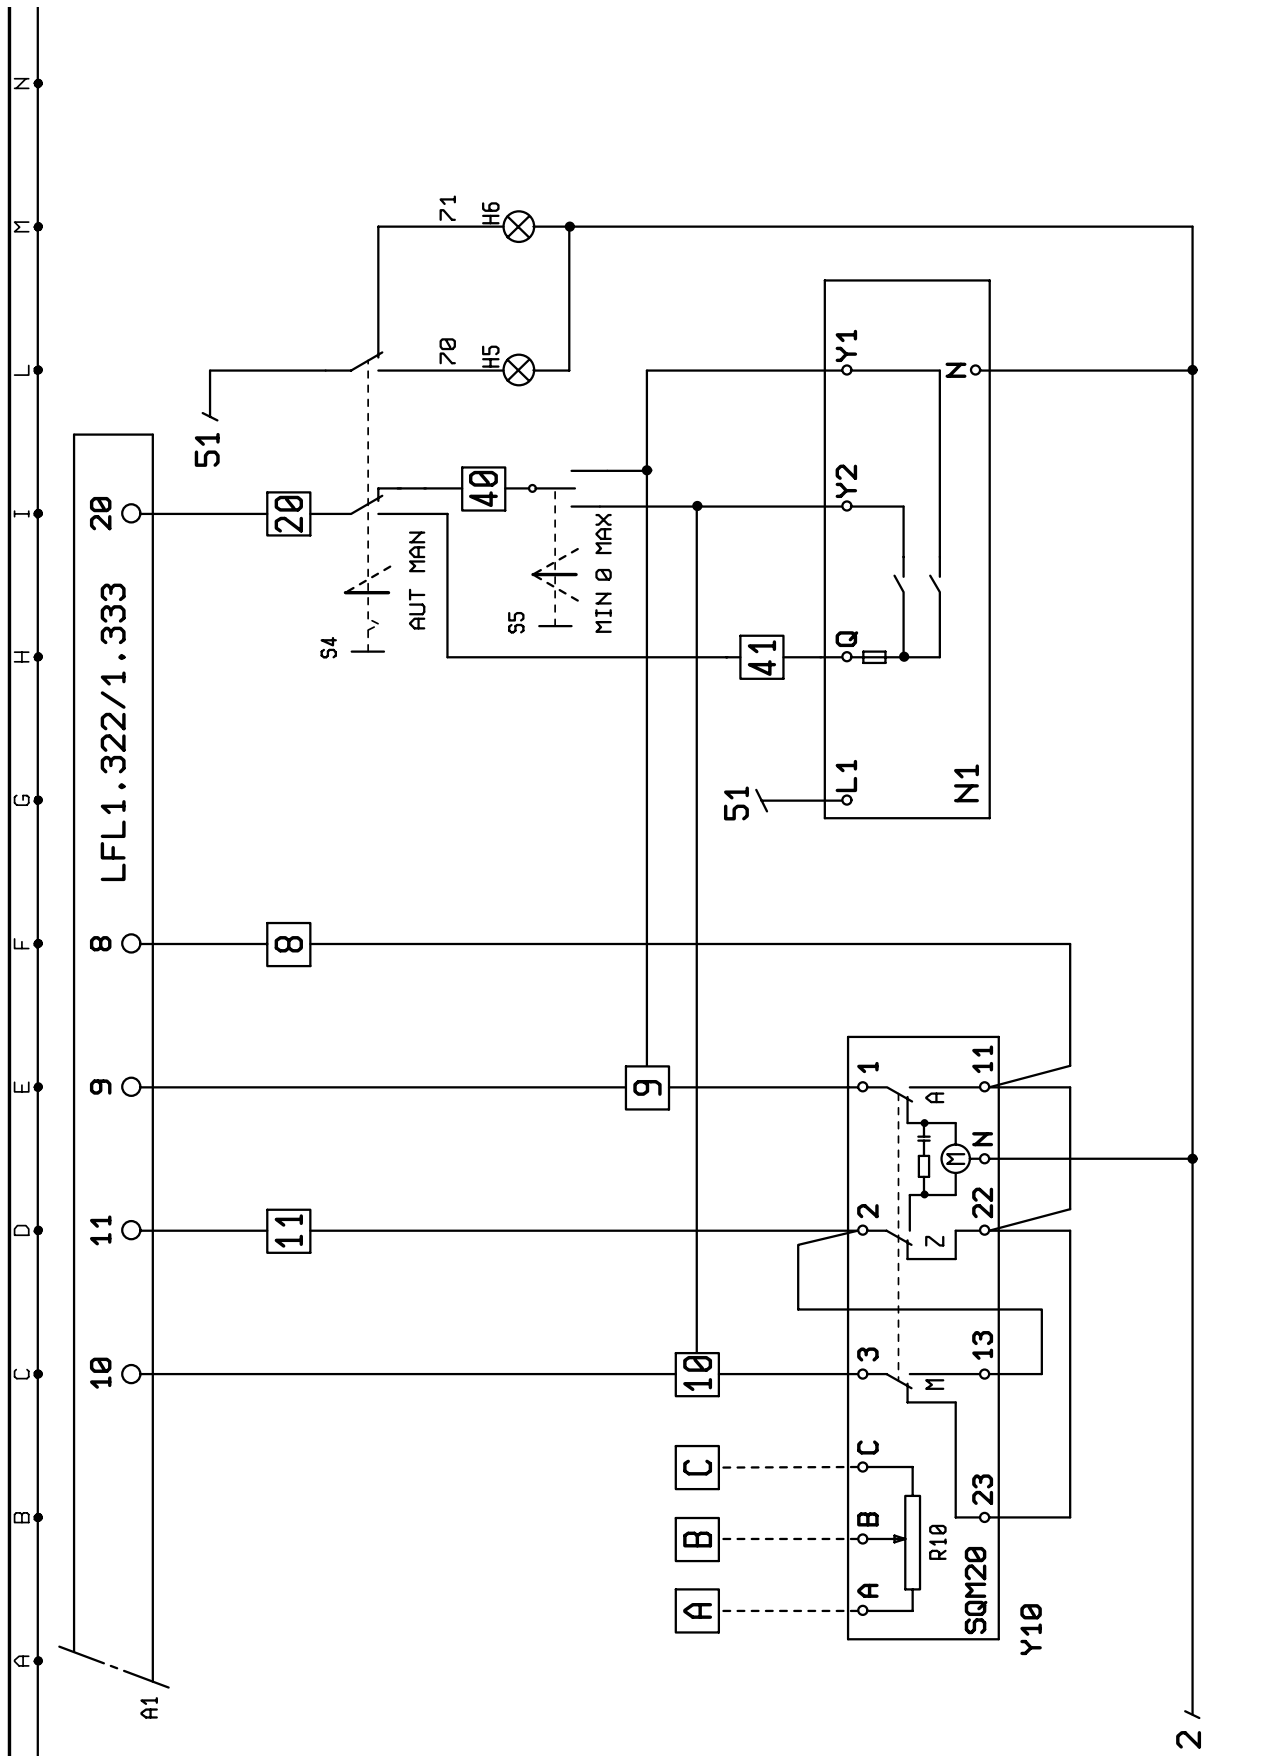 A B C D E F G H I L M N
A1
LFL1.322/1.333
10 11 9 8 20
11 8 20
51
S4
AUT MAN
70 71
H5 H6
40
S5
MIN 0 MAX
A B C
10
9
41
51
A B C 3 2 1
L1 Q Y2 Y1
R10
M Z M A
N
N1
SQM20
23 13 22 N 11
Y10
2